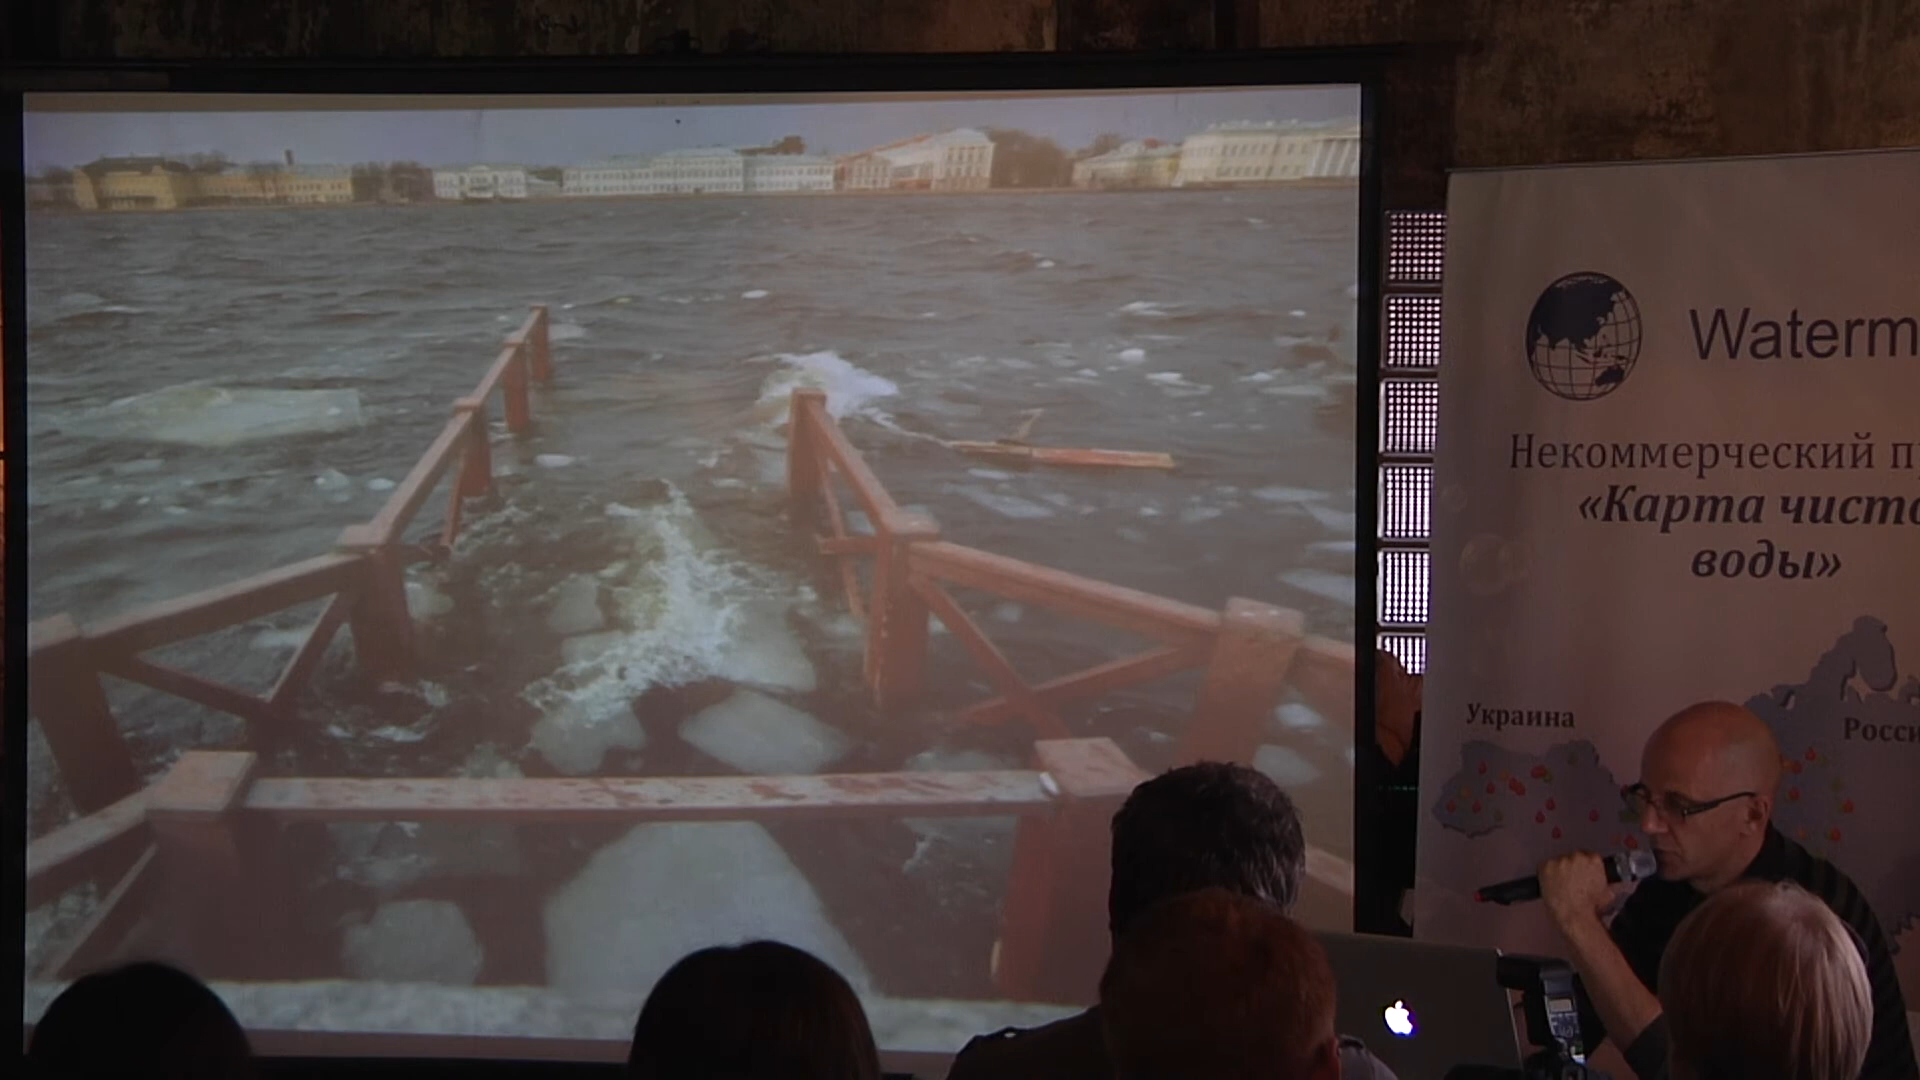 Waterm
Некоммерческий п
«Карта чисто
воды»
Украина
Росси